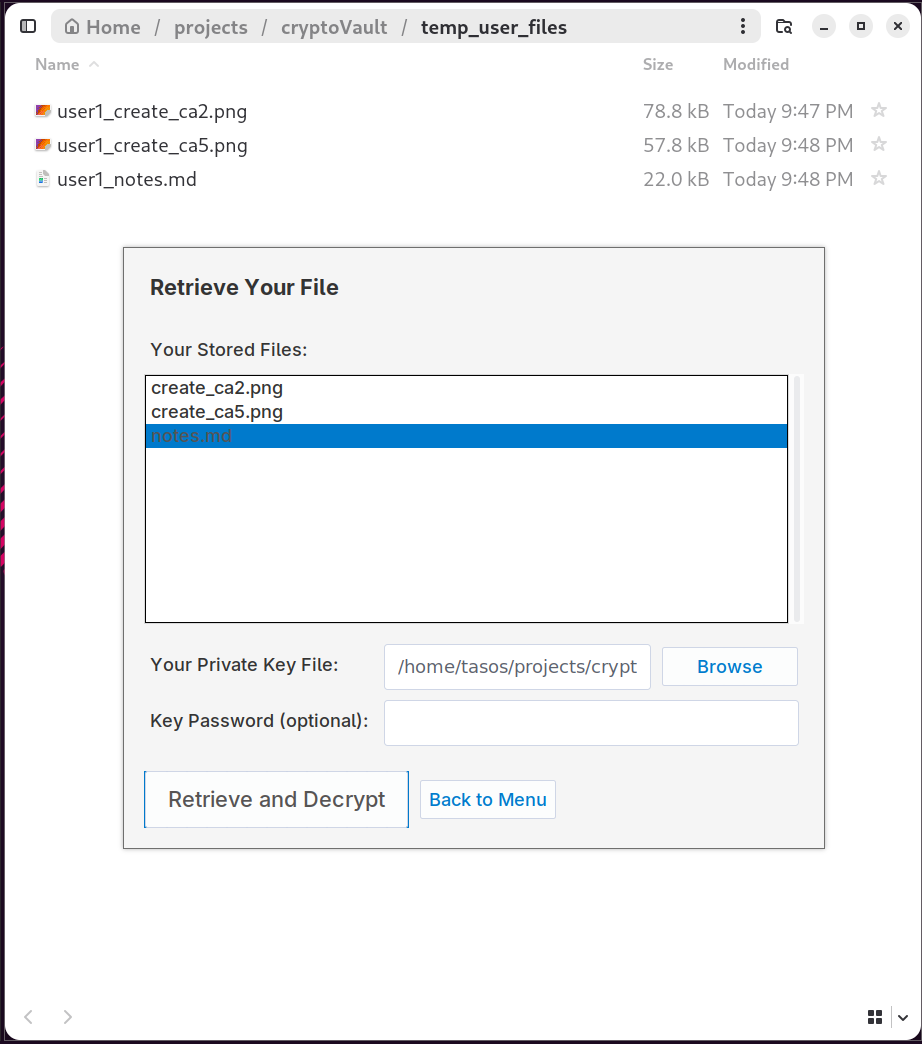 Home / projects / cryptoVault / temp_user_files
Name Size Modified
user1_create_ca2.png 78.8 kB Today 9:47 PM
user1_create_ca5.png 57.8 kB Today 9:48 PM
user1_notes.md 22.0 kB Today 9:48 PM
Retrieve Your File
Your Stored Files:
create_ca2.png
create_ca5.png
notes.md
Your Private Key File: /home/tasos/projects/crypt Browse
Key Password (optional):
Retrieve and Decrypt Back to Menu